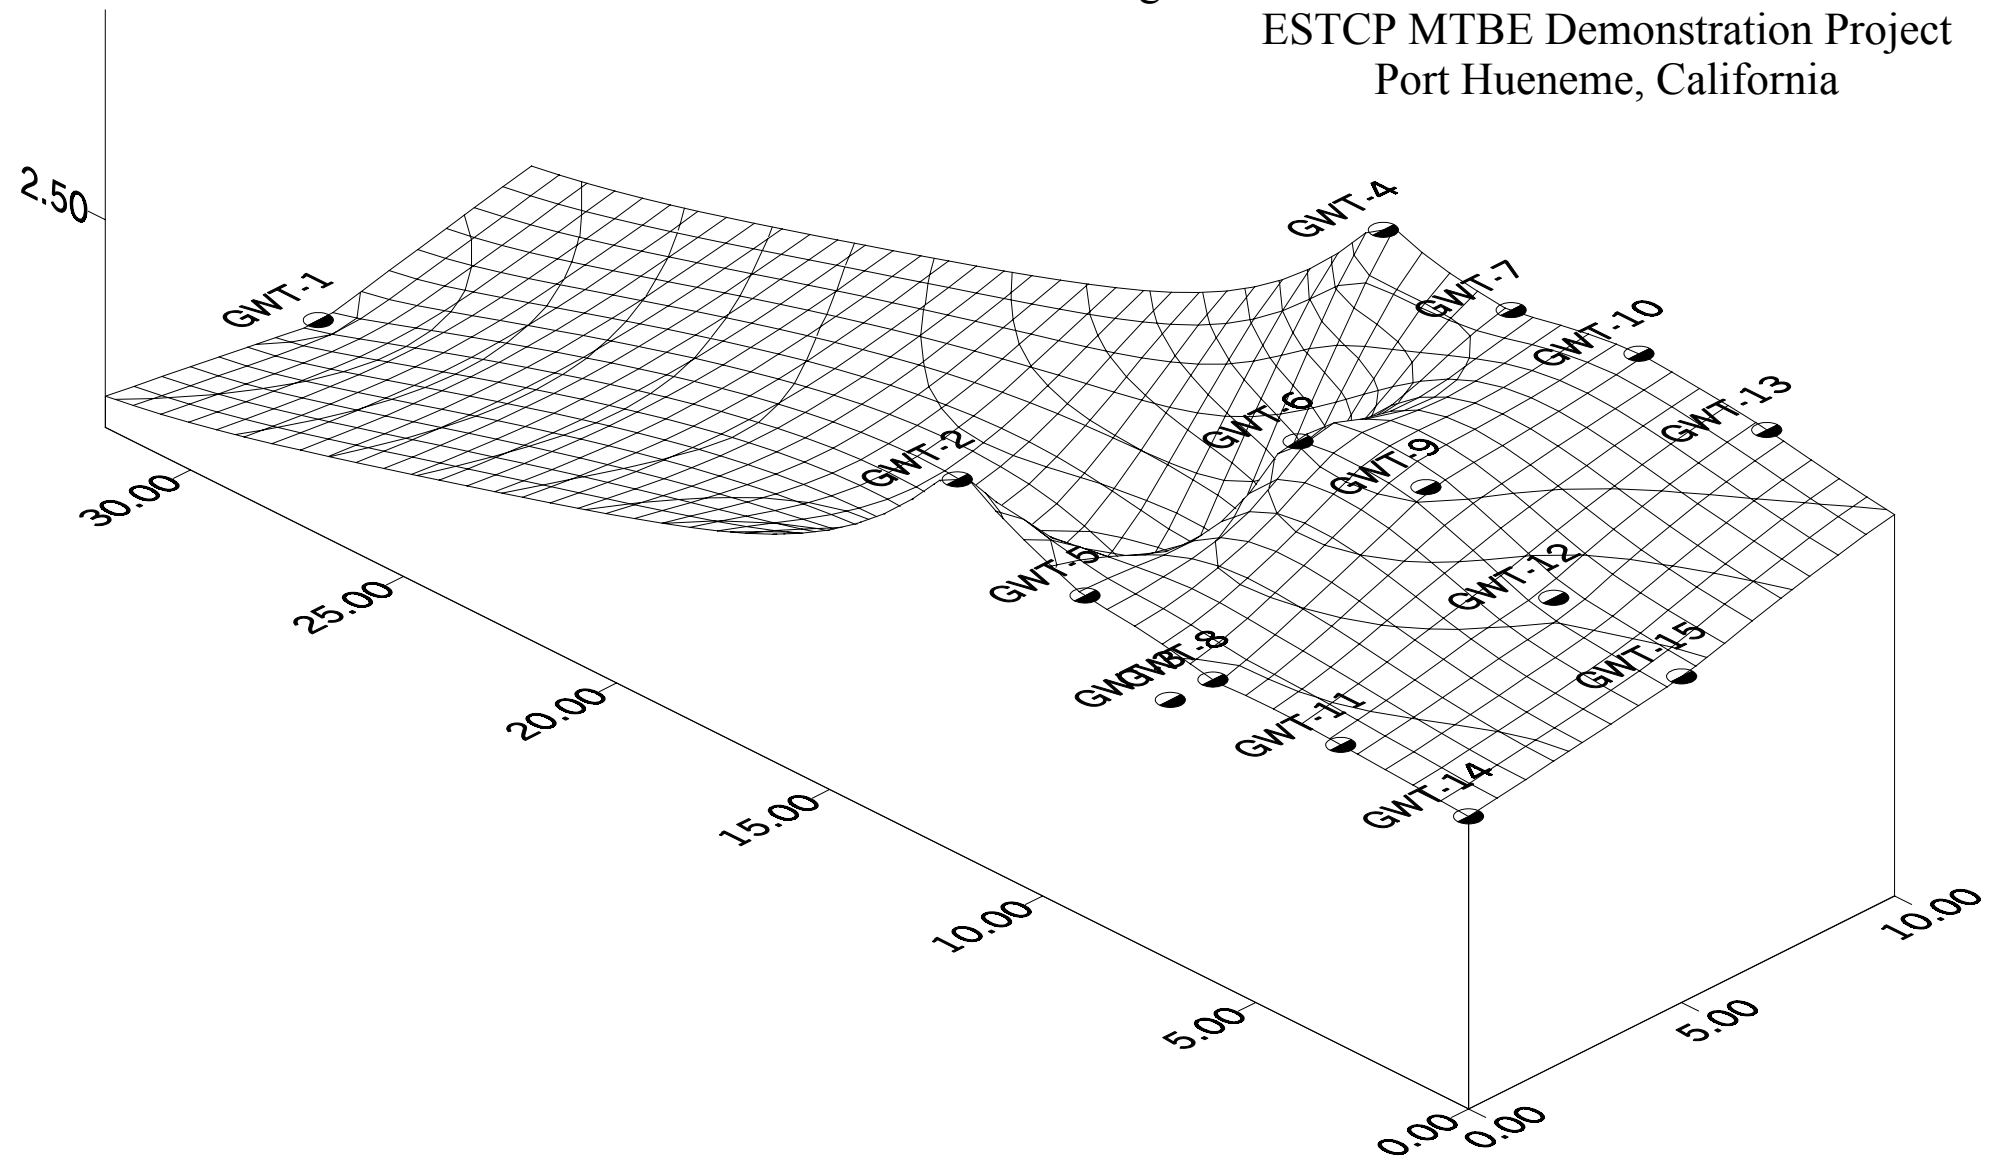 ESTCP MTBE Demonstration Project
Port Hueneme, California
2.50
GWT-4
GWT-7
GWT-1
GWT-10
GWT-13
GWT-6
GWT-2
GWT-9
30.00
GWT-12
GWT-5
25.00
GWT-15
GWT-8
20.00
GWT-11
GWT-14
15.00
10.00
10.00
5.00
5.00
0.00
0.00